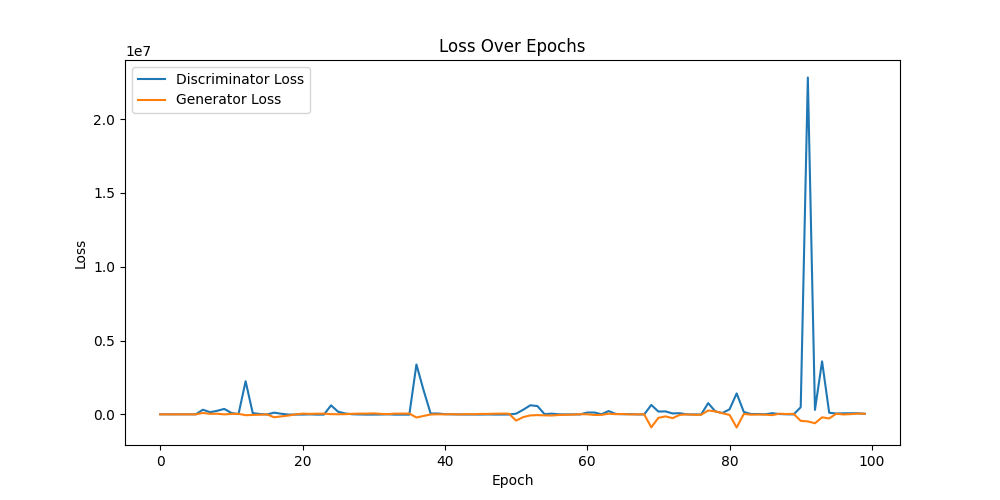 Loss Over Epochs
1e7
Discriminator Loss
Generator Loss
2.0
1.5
1.0
0.5
0.0
Loss
0 20 40 60 80 100
Epoch